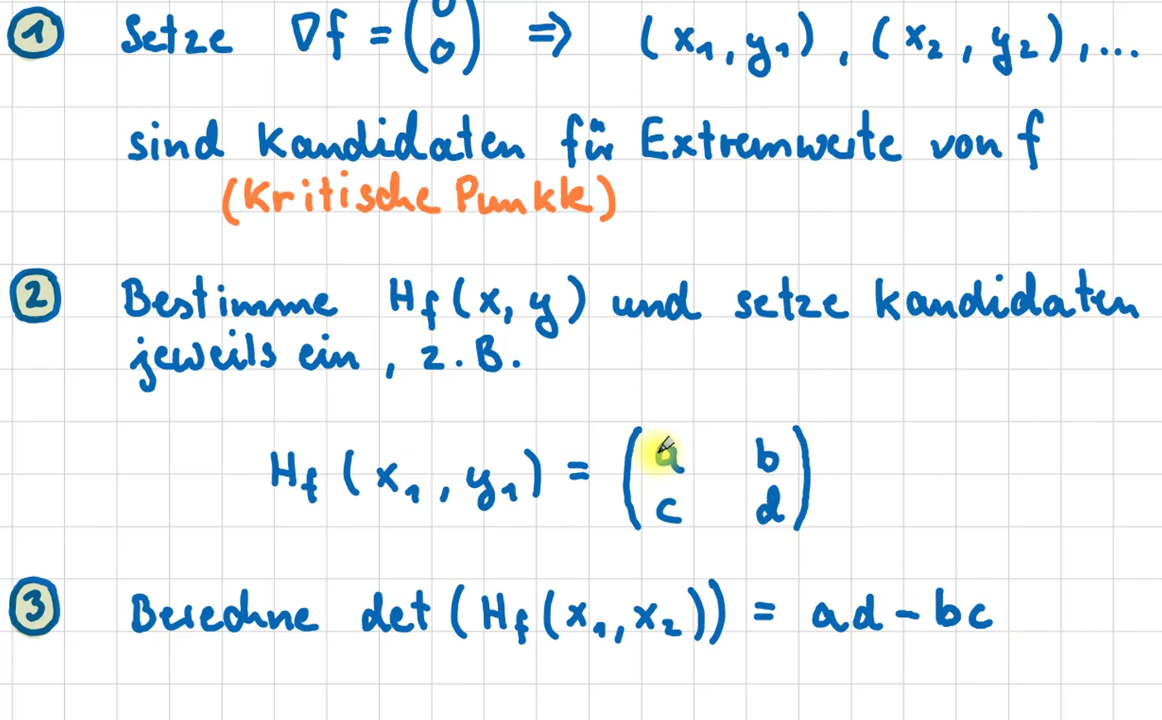 ① Setze ∇f = (0 0) ⇒ (x₁, y₁), (x₂, y₂), ...
sind Kandidaten für Extremwerte von f
(Kritische Punkte)
② Bestimme H_f(x, y) und setze Kandidaten
jeweils ein, z.B.
H_f(x₁, y₁) = (a b
c d)
③ Berechne det(H_f(x₁, x₂)) = ad - bc